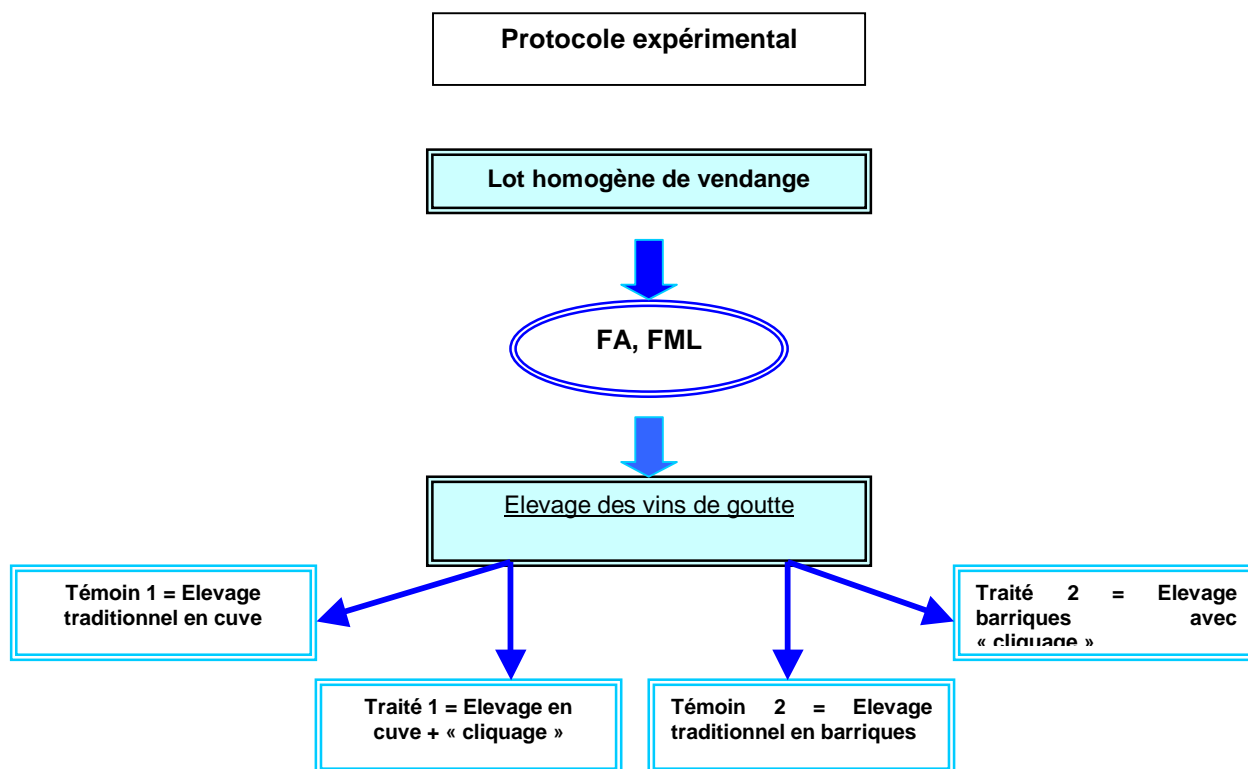 Protocole expérimental
Lot homogène de vendange
FA, FML
Elevage des vins de goutte
Témoin 1 = Elevage
traditionnel en cuve
Traité 2 = Elevage
barriques avec
« cliquage »
Traité 1 = Elevage en
cuve + « cliquage »
Témoin 2 = Elevage
traditionnel en barriques